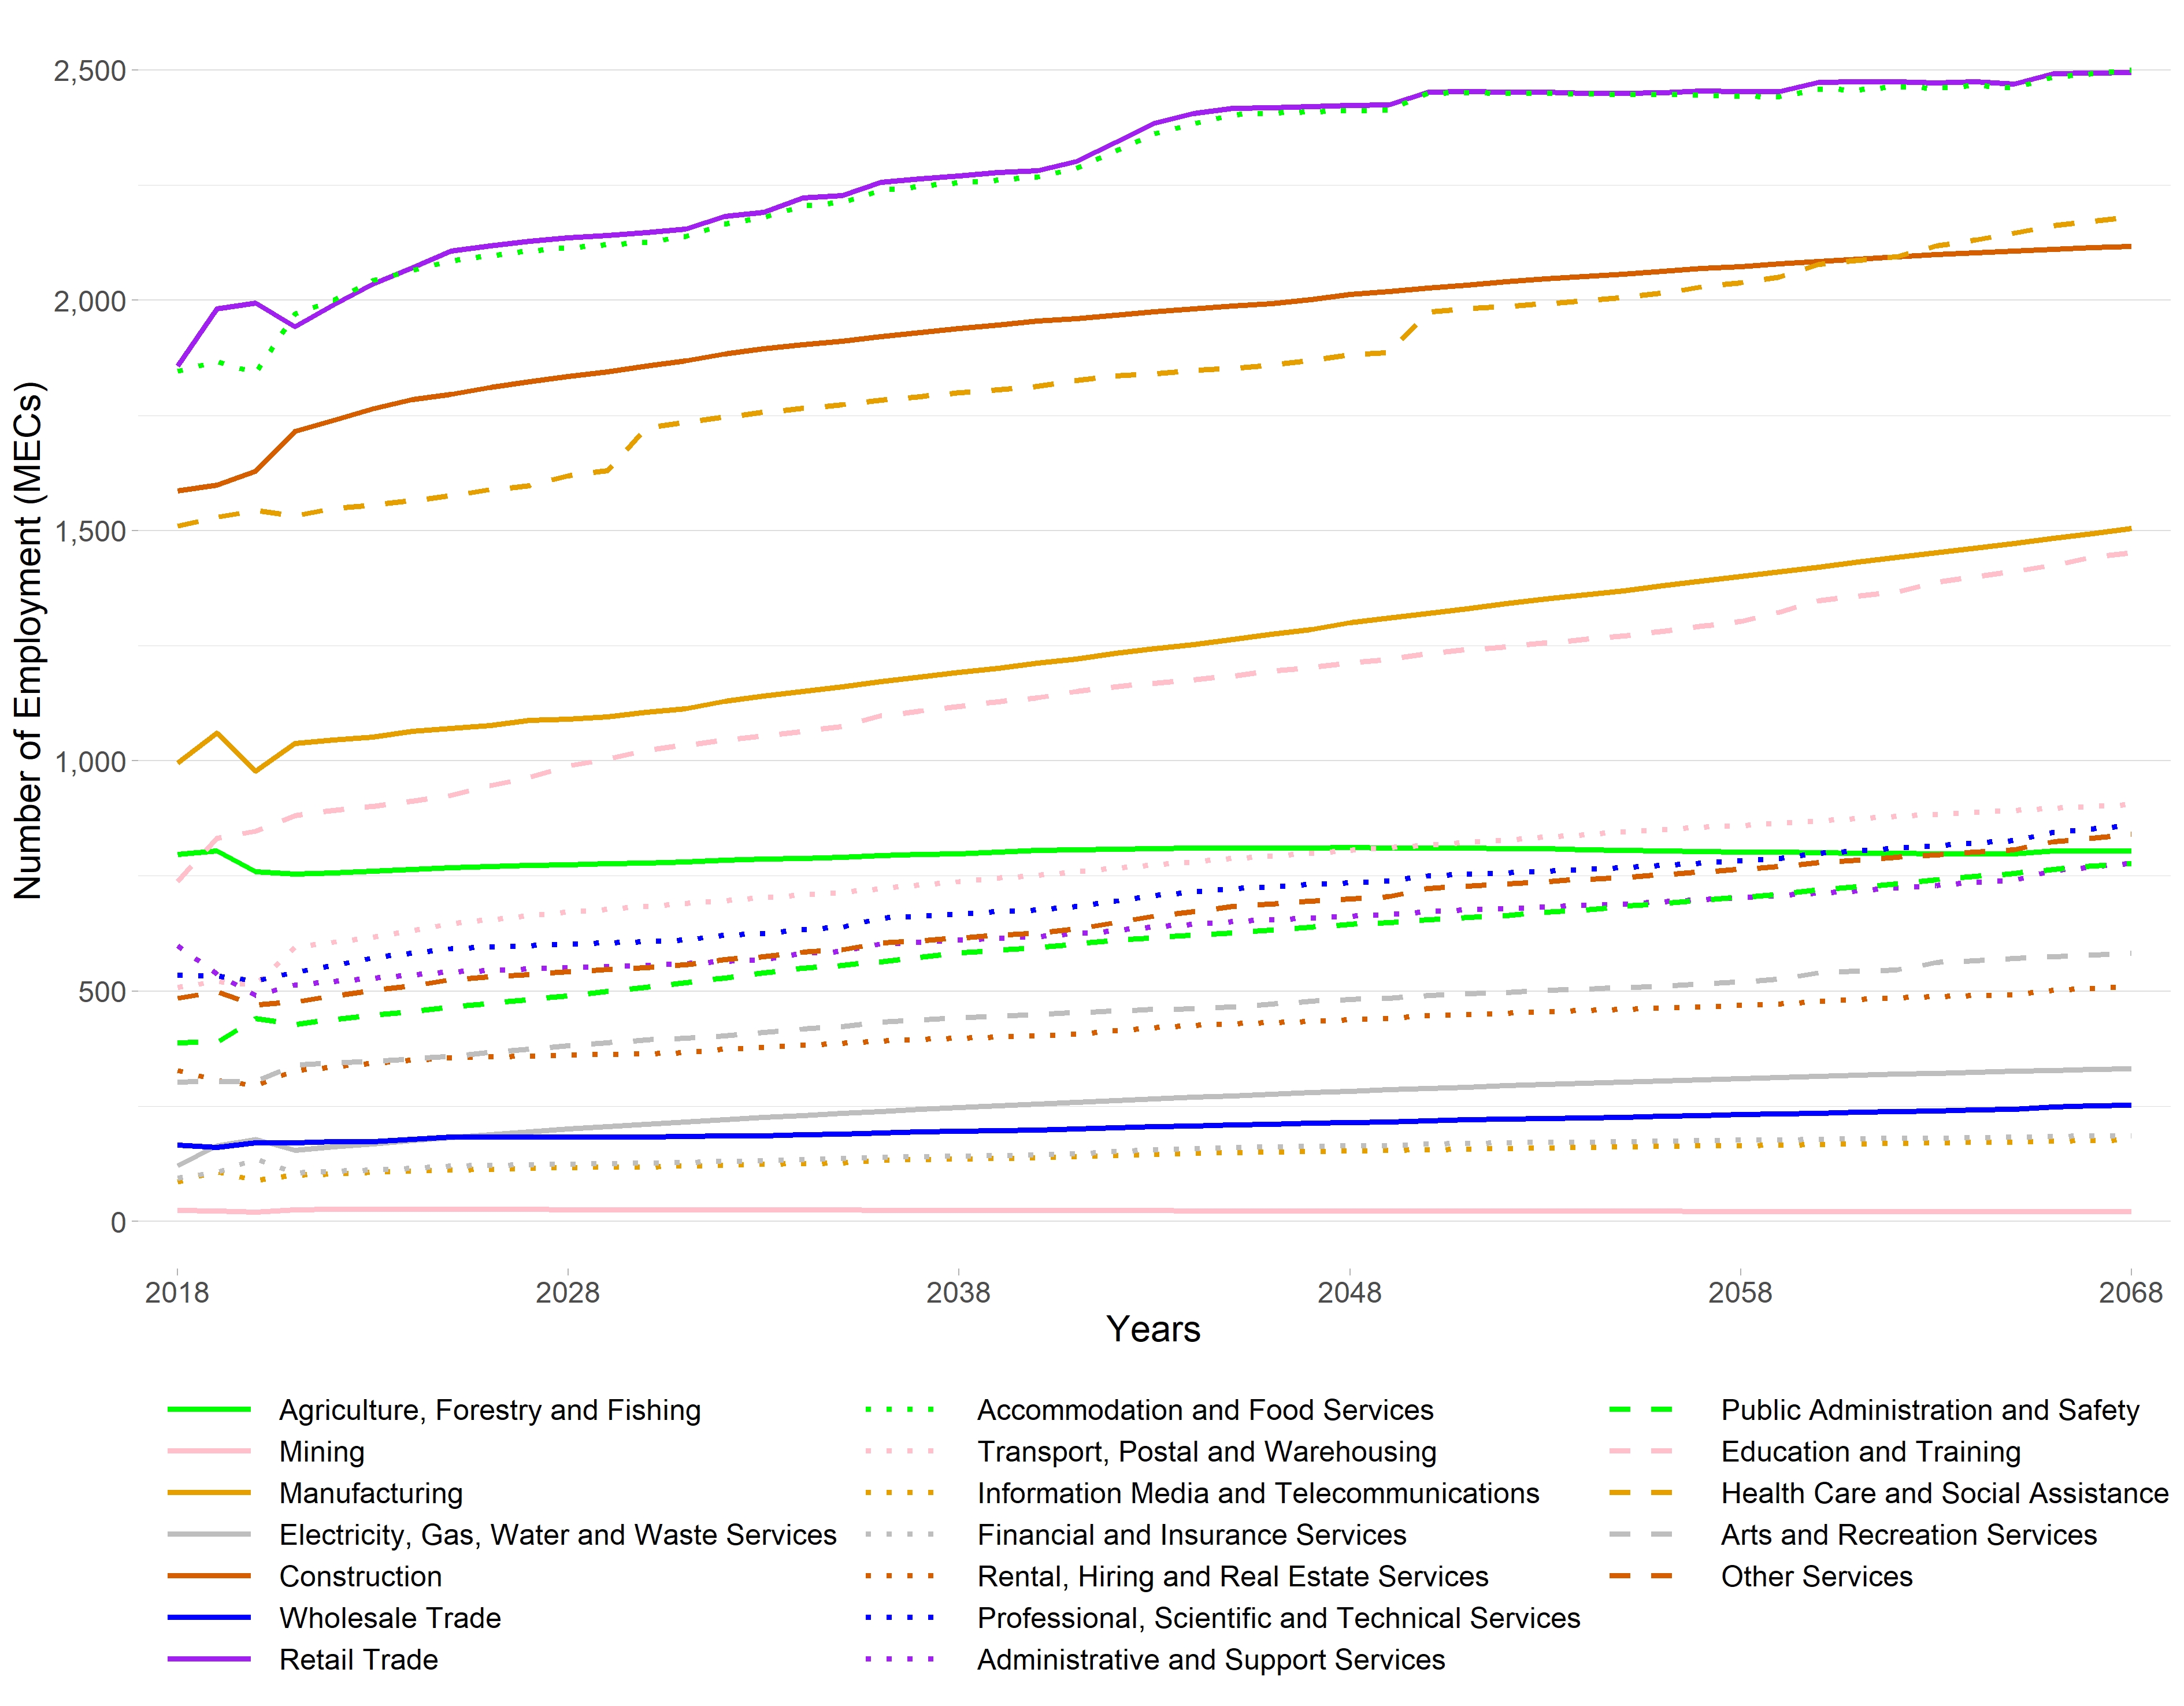 2,500
2,000
1,500
1,000
500
0
Number of Employment (MECs)
2018 2028 2038 2048 2058 2068
Years
Agriculture, Forestry and Fishing
Mining
Manufacturing
Electricity, Gas, Water and Waste Services
Construction
Wholesale Trade
Retail Trade
Accommodation and Food Services
Transport, Postal and Warehousing
Information Media and Telecommunications
Financial and Insurance Services
Rental, Hiring and Real Estate Services
Professional, Scientific and Technical Services
Administrative and Support Services
Public Administration and Safety
Education and Training
Health Care and Social Assistance
Arts and Recreation Services
Other Services